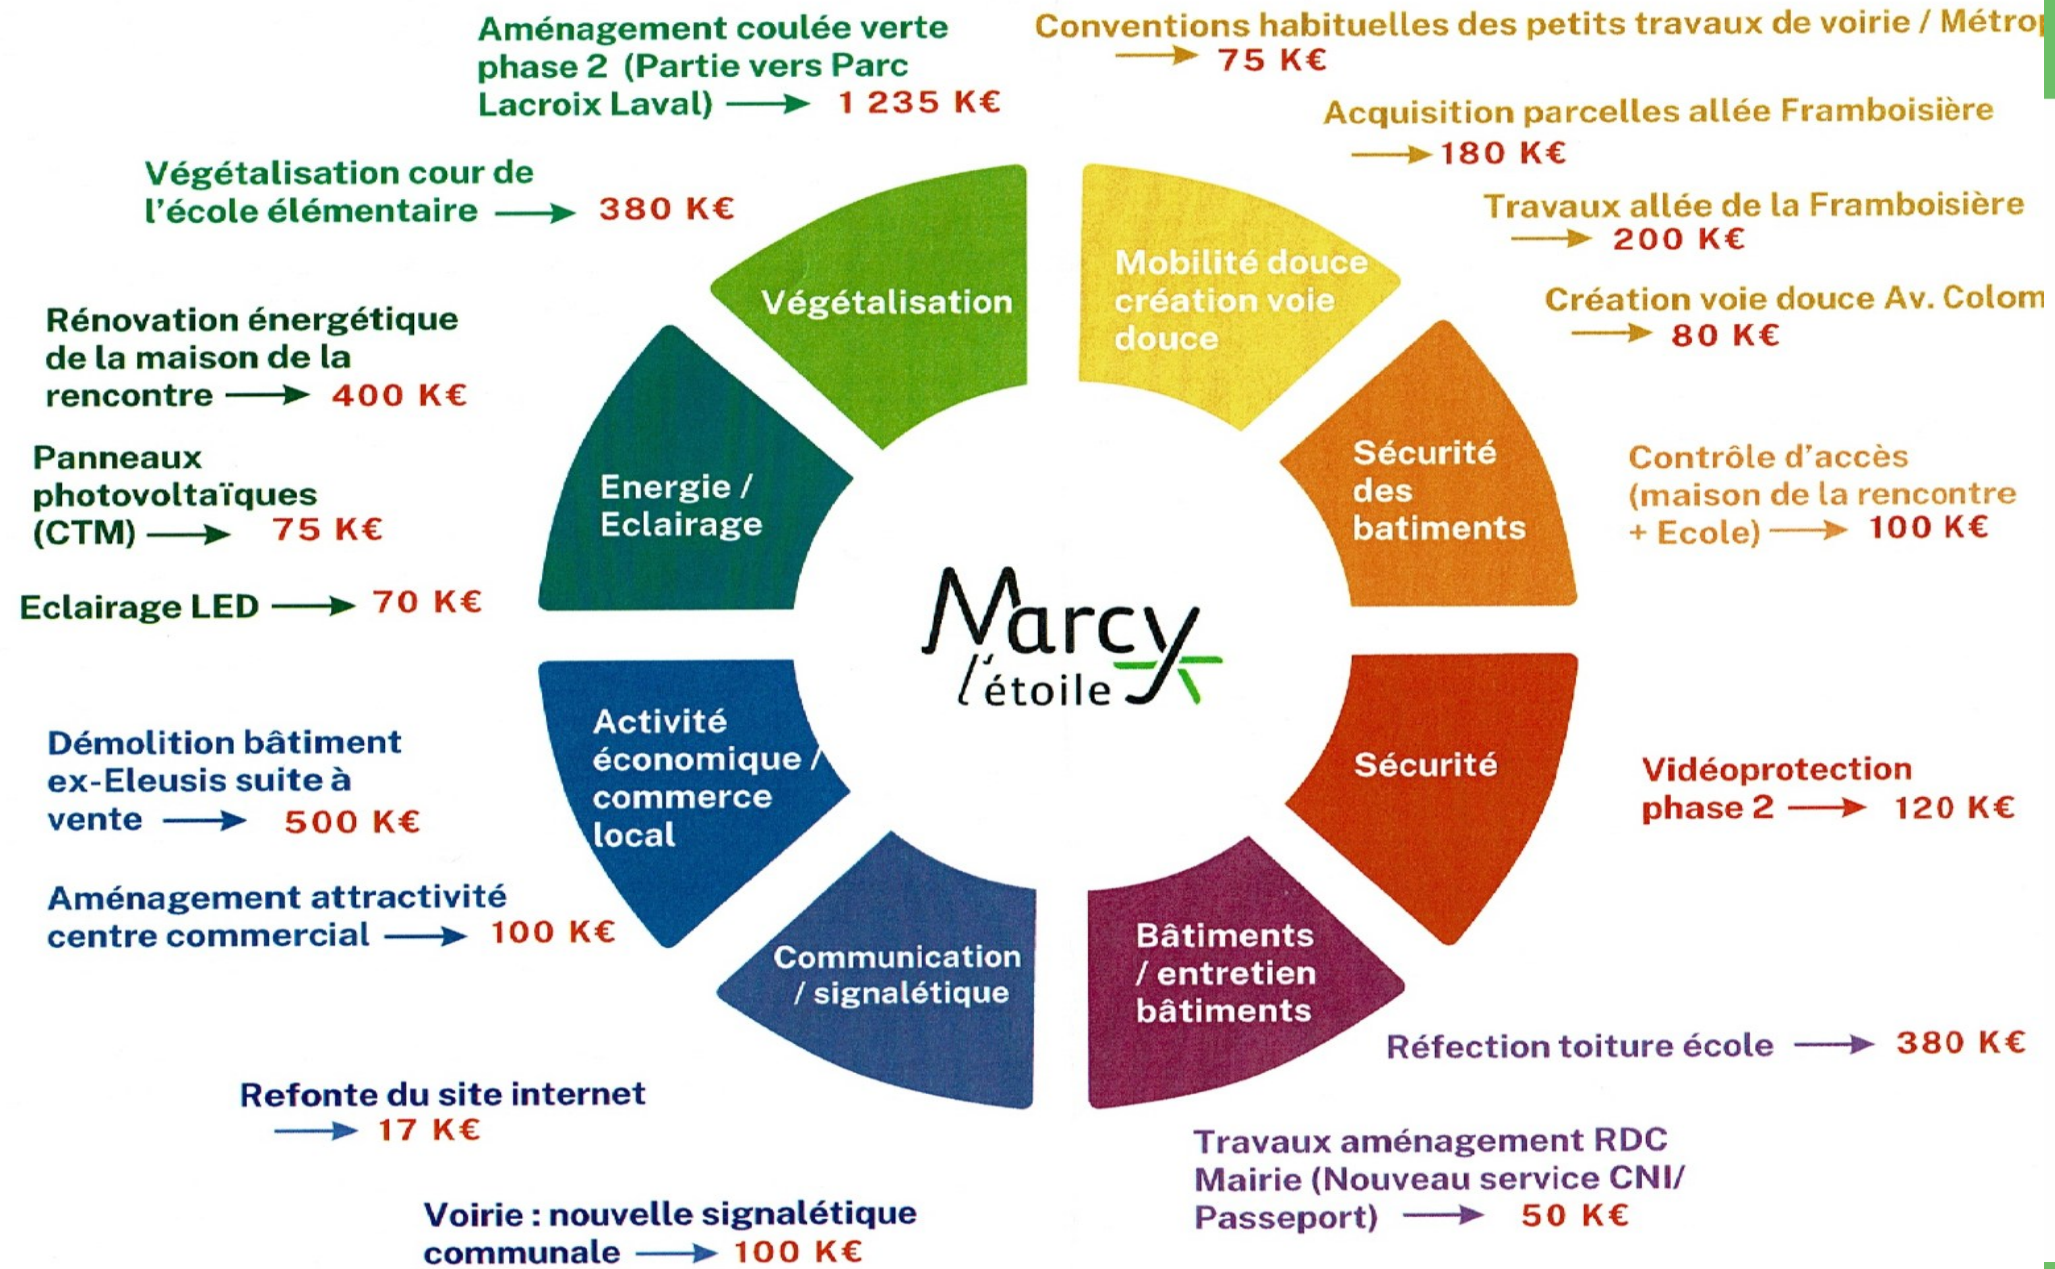 Aménagement coulée verte
phase 2 (Partie vers Parc
Lacroix Laval) → 1 235 K€
Conventions habituelles des petits travaux de voirie /
→ 75 K€
Acquisition parcelles allée Framboisière
→ 180 K€
Travaux allée de la Framboisière
→ 200 K€
Création voie douce Av.
→ 80 K€
Végétalisation cour de
l'école élémentaire → 380 K€
Végétalisation
Mobilité douce
création voie
douce
Rénovation énergétique
de la maison de la
rencontre → 400 K€
Panneaux
photovoltaïques
(CTM) → 75 K€
Eclairage LED → 70 K€
Energie /
Eclairage
Sécurité
des
batiments
Contrôle d'accès
(maison de la rencontre
+ Ecole) → 100 K€
Marcy
l'étoile
Activité
économique /
commerce
local
Démolition bâtiment
ex-Eleusis suite à
vente → 500 K€
Aménagement attractivité
centre commercial → 100 K€
Sécurité
Vidéoprotection
phase 2 → 120 K€
Communication
/ signalétique
Bâtiments
/ entretien
bâtiments
Réfection toiture école → 380 K€
Refonte du site internet
→ 17 K€
Travaux aménagement RDC
Mairie (Nouveau service CNI/
Passeport) → 50 K€
Voirie : nouvelle signalétique
communale → 100 K€